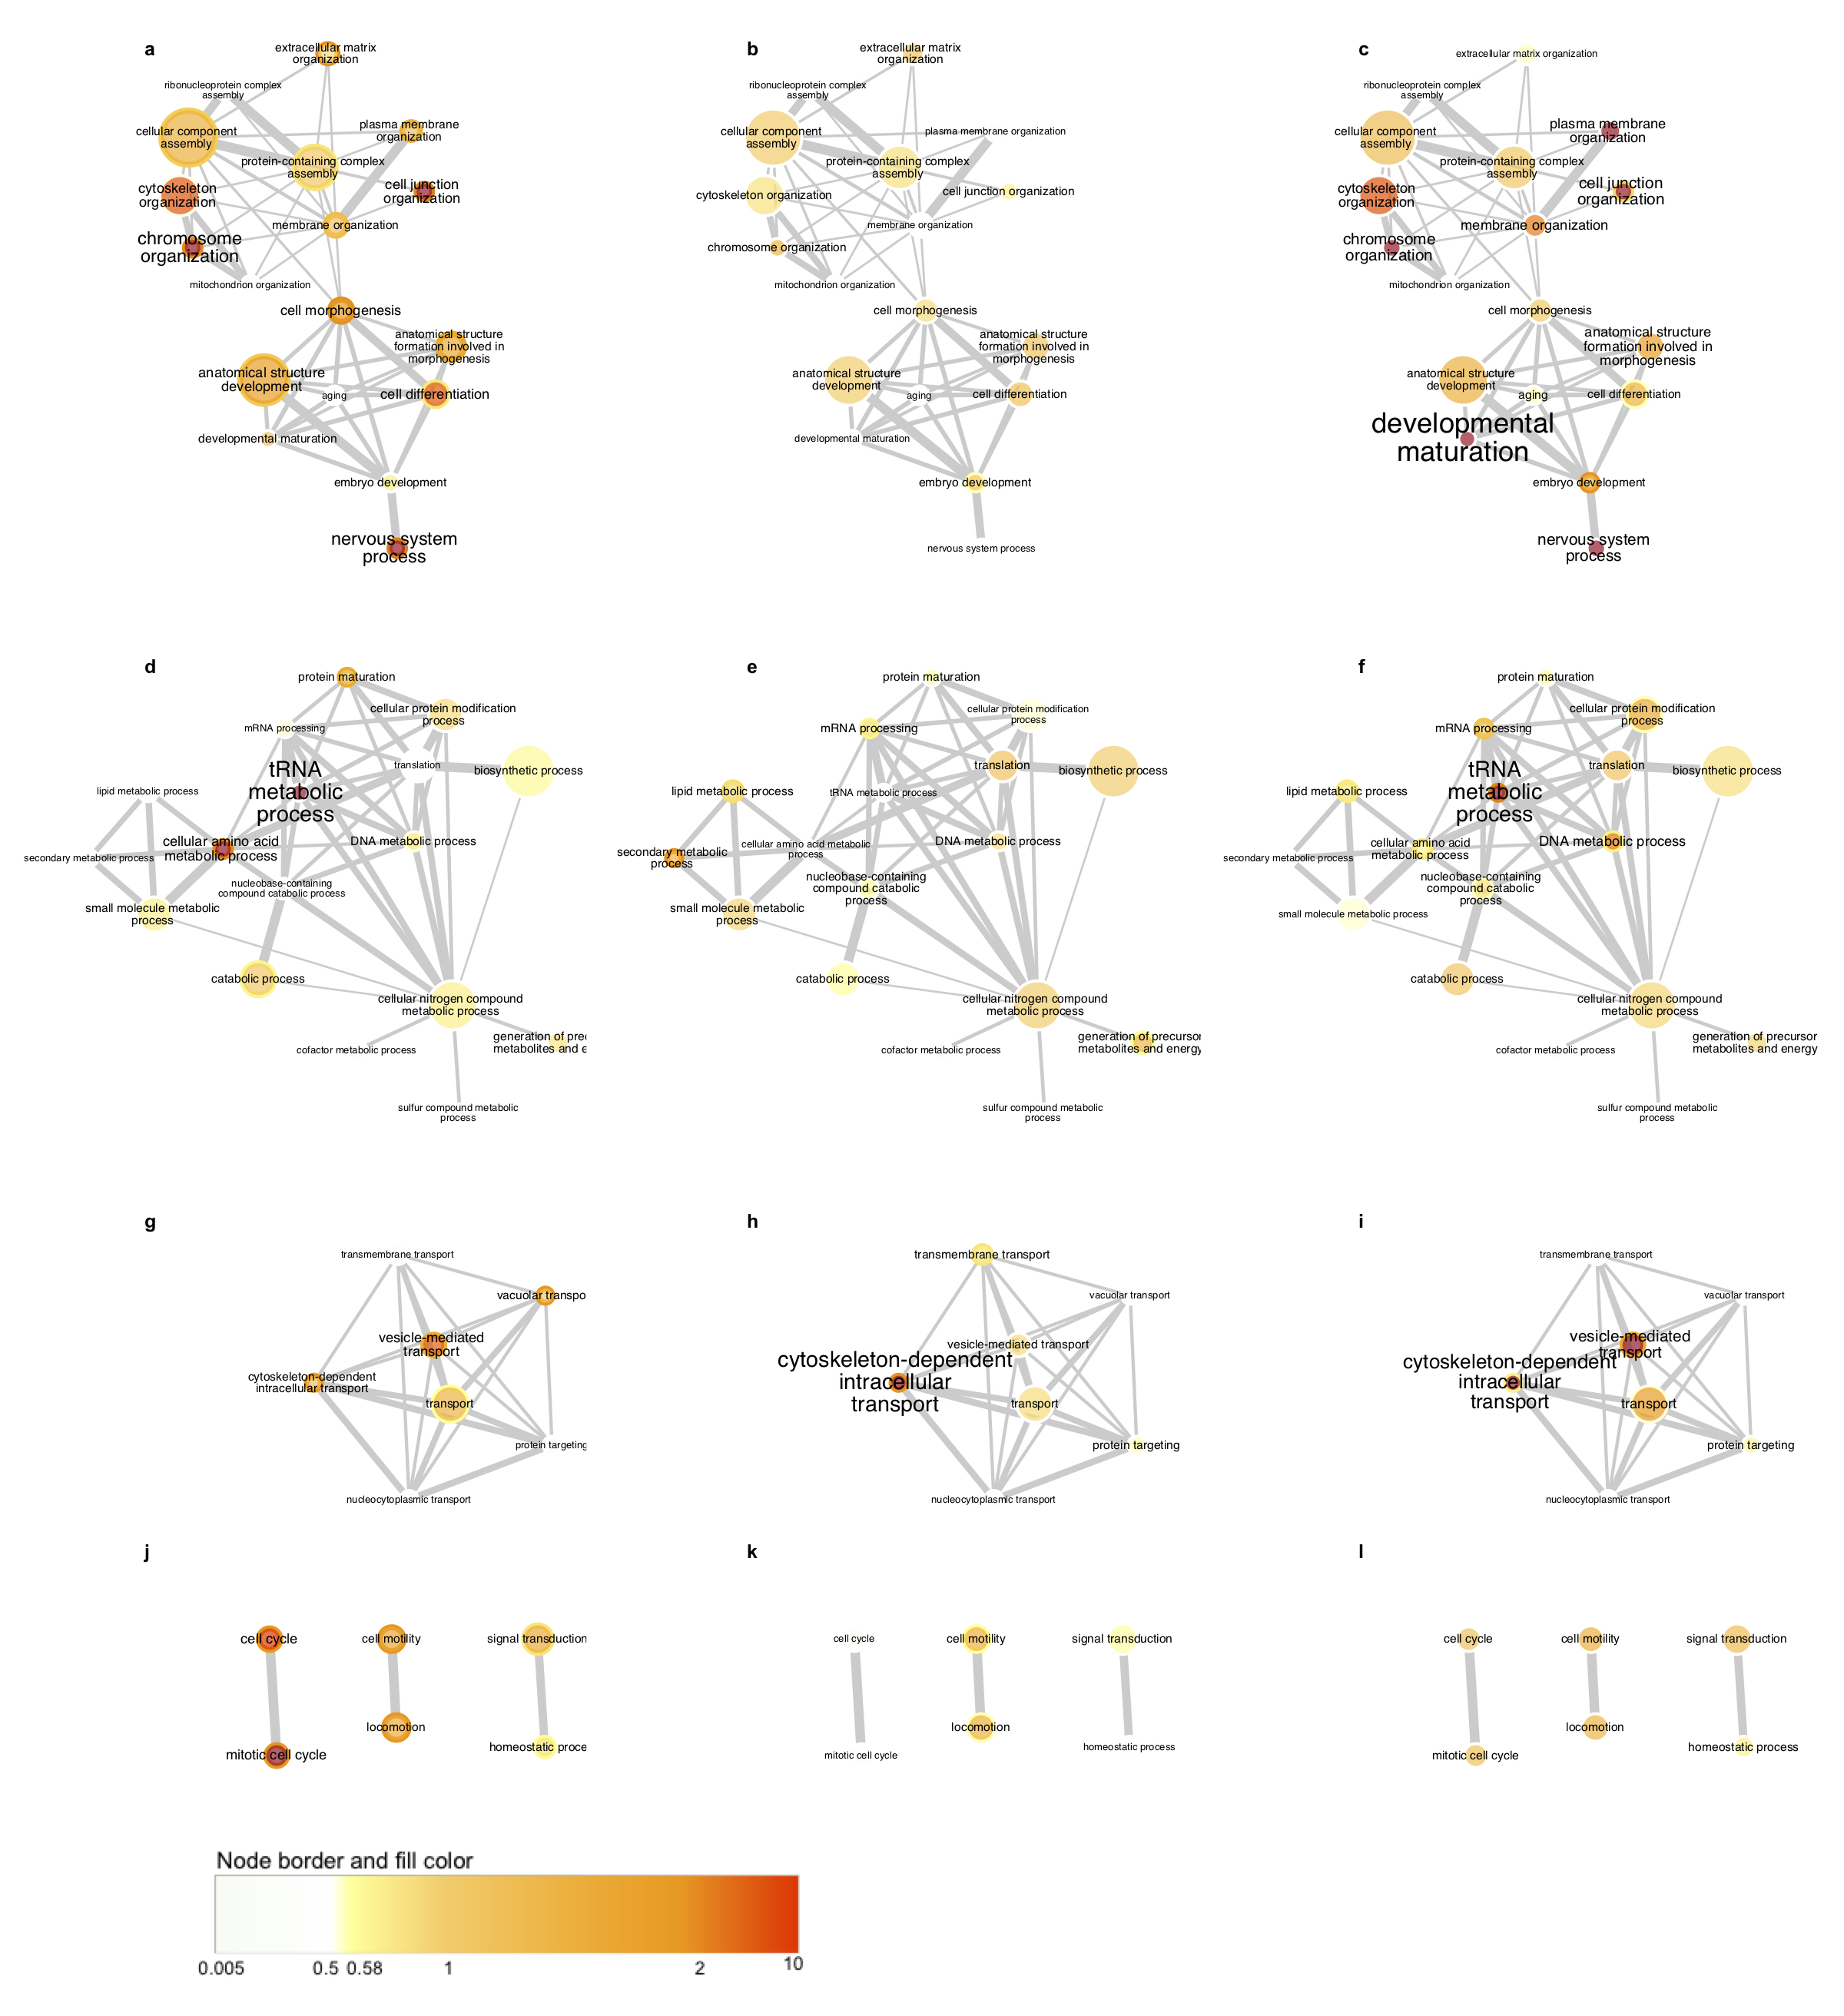 a
extracellular matrix
organization
ribonucleoprotein complex
assembly
cellular component
assembly
plasma membrane
organization
protein-containing complex
assembly
cytoskeleton
organization
cell junction
organization
membrane organization
chromosome
organization
mitochondrion organization
cell morphogenesis
anatomical structure
formation involved in
morphogenesis
anatomical structure
development
aging
cell differentiation
developmental maturation
embryo development
nervous system
process
b
extracellular matrix
organization
ribonucleoprotein complex
assembly
cellular component
assembly
plasma membrane organization
protein-containing complex
assembly
cytoskeleton organization
cell junction organization
membrane organization
chromosome organization
mitochondrion organization
cell morphogenesis
anatomical structure
formation involved in
morphogenesis
anatomical structure
development
aging
cell differentiation
developmental maturation
embryo development
nervous system process
c
extracellular matrix organization
ribonucleoprotein complex
assembly
cellular component
assembly
plasma membrane
organization
protein-containing complex
assembly
cytoskeleton
organization
cell junction
organization
membrane organization
chromosome
organization
mitochondrion organization
cell morphogenesis
anatomical structure
formation involved in
morphogenesis
anatomical structure
development
aging
cell differentiation
developmental
maturation
embryo development
nervous system
process
d
protein maturation
cellular protein modification
process
mRNA processing
translation
biosynthetic process
tRNA
metabolic
process
lipid metabolic process
cellular amino acid
metabolic process
DNA metabolic process
secondary metabolic process
nucleobase-containing
compound catabolic process
small molecule metabolic
process
catabolic process
cellular nitrogen compound
metabolic process
generation of prec
metabolites and e
cofactor metabolic process
sulfur compound metabolic
process
e
protein maturation
cellular protein modification
process
mRNA processing
translation
biosynthetic process
lipid metabolic process
tRNA metabolic process
DNA metabolic process
cellular amino acid metabolic
process
secondary metabolic
process
nucleobase-containing
compound catabolic
process
small molecule metabolic
process
catabolic process
cellular nitrogen compound
metabolic process
generation of precursor
metabolites and energy
cofactor metabolic process
sulfur compound metabolic
process
f
protein maturation
cellular protein modification
process
mRNA processing
translation
biosynthetic process
tRNA
metabolic
process
lipid metabolic process
DNA metabolic process
cellular amino acid
metabolic process
secondary metabolic process
nucleobase-containing
compound catabolic
process
small molecule metabolic process
catabolic process
cellular nitrogen compound
metabolic process
generation of precursor
metabolites and energy
cofactor metabolic process
sulfur compound metabolic
process
g
transmembrane transport
vacuolar transpo
vesicle-mediated
transport
cytoskeleton-dependent
intracellular transport
transport
protein targeting
nucleocytoplasmic transport
h
transmembrane transport
vacuolar transport
vesicle-mediated transport
cytoskeleton-dependent
intracellular
transport
transport
protein targeting
nucleocytoplasmic transport
i
transmembrane transport
vacuolar transport
vesicle-mediated
transport
cytoskeleton-dependent
intracellular
transport
transport
protein targeting
nucleocytoplasmic transport
j
cell cycle
cell motility
signal transduction
locomotion
mitotic cell cycle
homeostatic proce
k
cell cycle
cell motility
signal transduction
locomotion
mitotic cell cycle
homeostatic process
l
cell cycle
cell motility
signal transduction
locomotion
mitotic cell cycle
homeostatic process
Node border and fill color
0.005 0.5 0.58 1 2 10